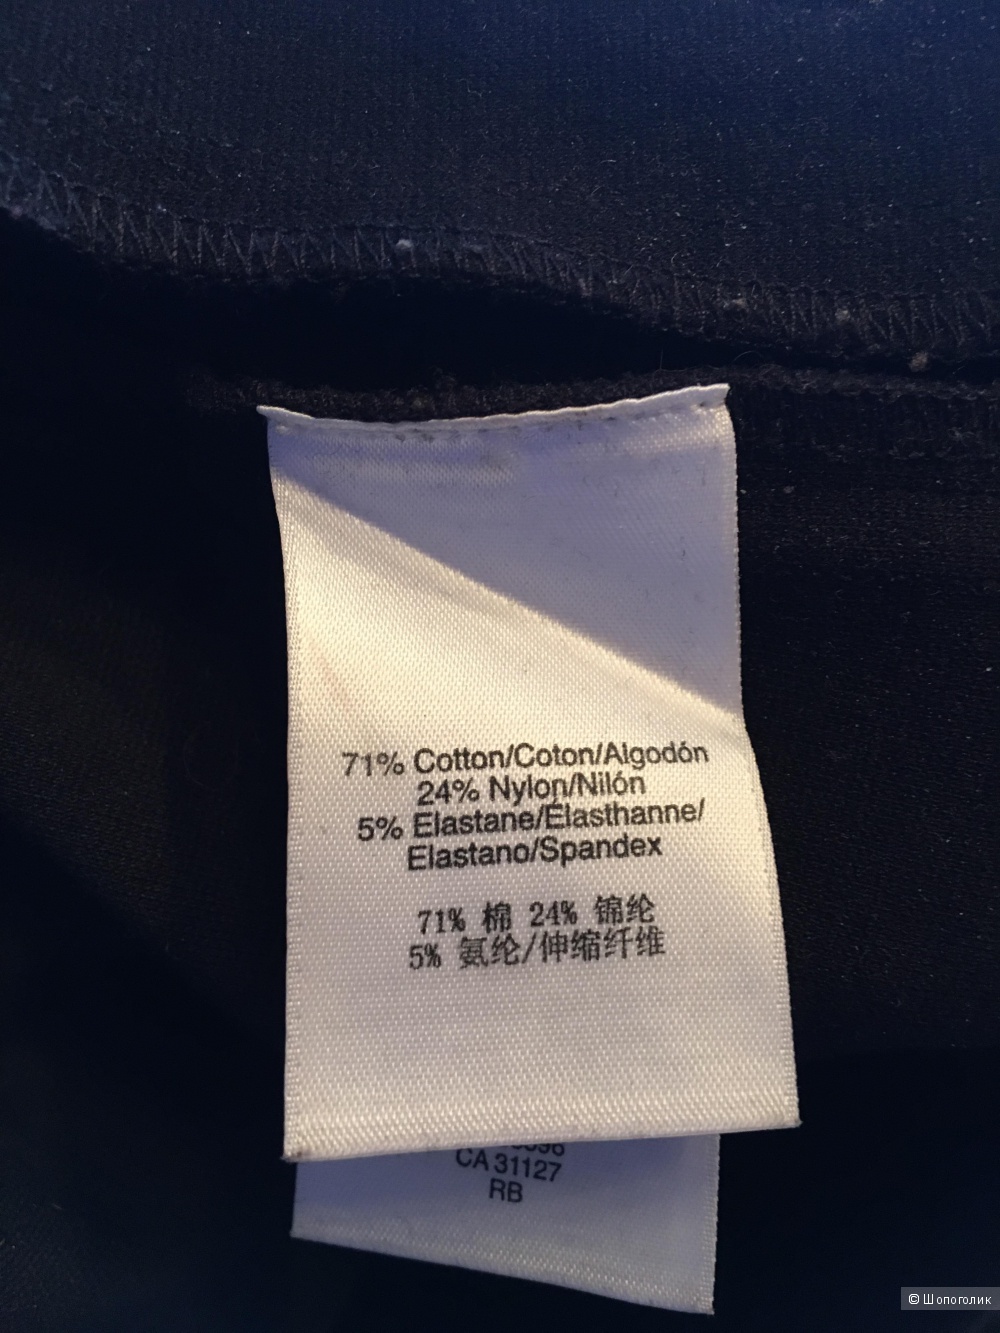 71% Cotton/Coton/Algodón
24% Nylon/Nilón
5% Elastane/Élasthanne/
Elastano/Spandex
71% 棉 24% 锦纶
5% 氨纶/伸缩纤维
CA 31127
RB
© Шопоголик